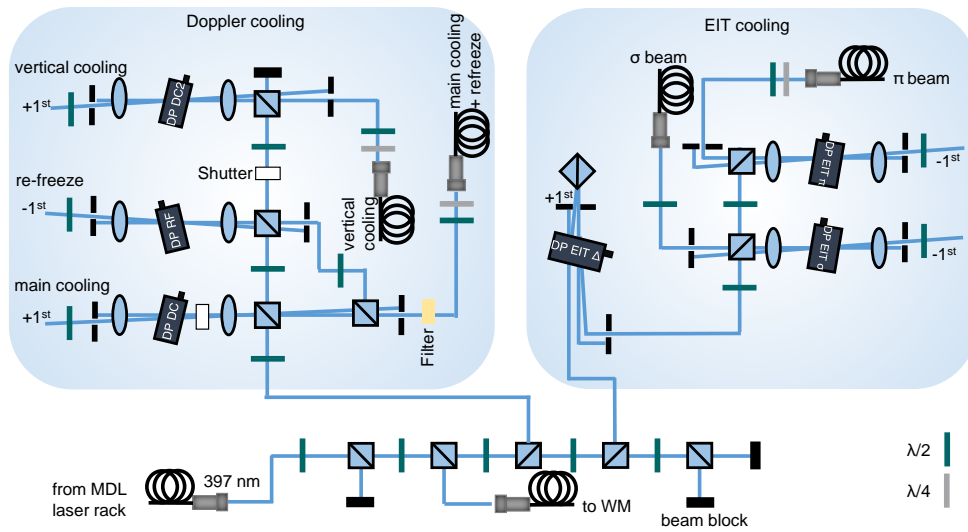 Doppler cooling
vertical cooling
+1st
DP DC2
main cooling
+ refreeze
Shutter
re-freeze
-1st
DP RF
vertical
cooling
main cooling
+1st
DP DC
Filter
EIT cooling
σ beam
π beam
DP EIT π
-1st
+1st
DP EIT Δ
DP EIT σ
-1st
397 nm
from MDL
laser rack
to WM
beam block
λ/2
λ/4